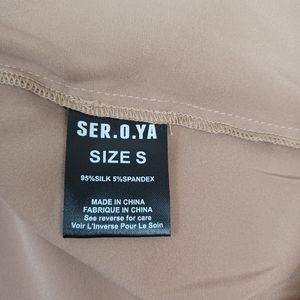 SER.O.YA
SIZE S
95%SILK 5%SPANDEX
MADE IN CHINA
FABRIQUE IN CHINA
See reverse for care
Voir L'Inverse Pour Le Soin